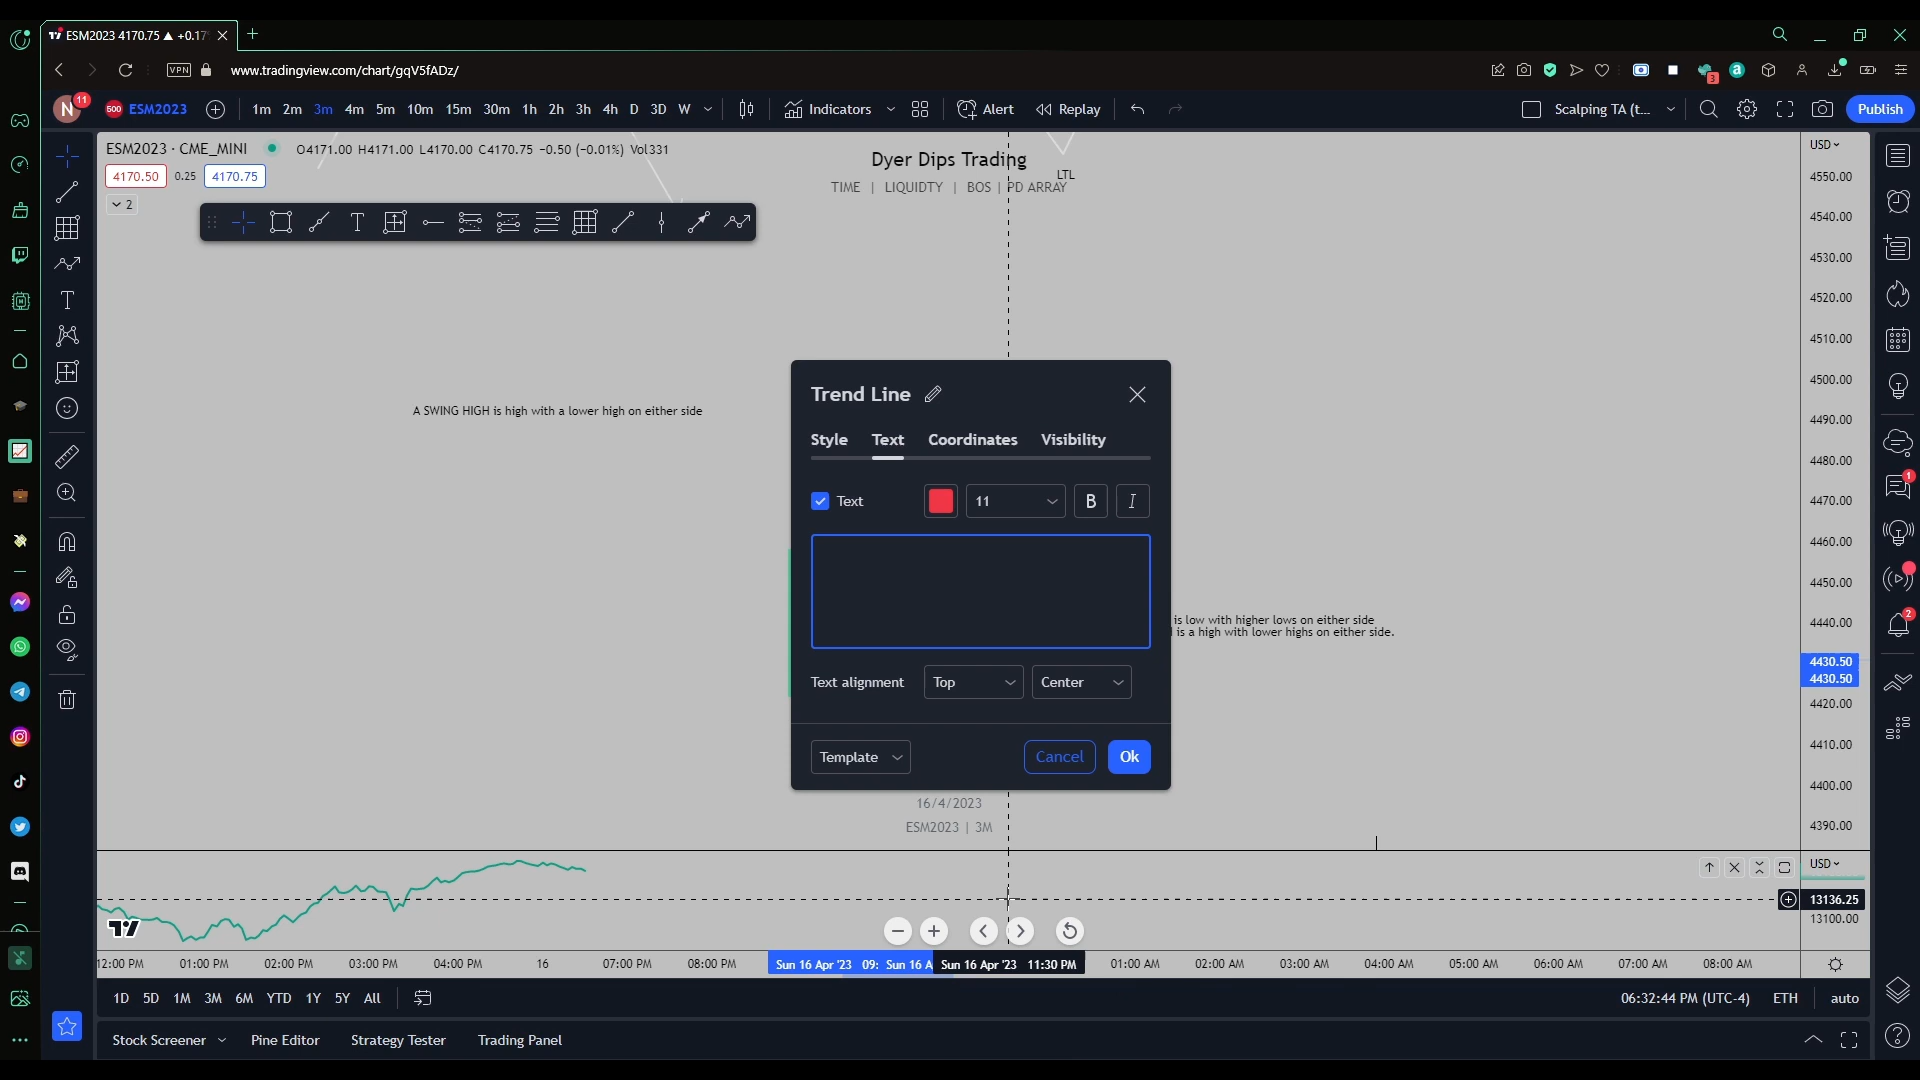 ESM2023 4170.75 ▲ +0.17
VPN
www.tradingview.com/chart/gqV5fADz/
3
N
11
500 ESM2023
1m 2m 3m 4m 5m 10m 15m 30m 1h 2h 3h 4h D 3D W
Indicators
Alert
Replay
Scalping TA (t...
Publish
ESM2023 · CME_MINI
O4171.00 H4171.00 L4170.00 C4170.75 −0.50 (−0.01%) Vol331
4170.50 0.25 4170.75
2
Dyer Dips Trading
TIME | LIQUIDTY | BOS | PD ARRAY
LTL
USD
4550.00
4540.00
4530.00
4520.00
4510.00
4500.00
4490.00
4480.00
4470.00
4460.00
4450.00
4440.00
4430.50
4430.50
4420.00
4410.00
4400.00
4390.00
A SWING HIGH is high with a lower high on either side
Trend Line
Style Text Coordinates Visibility
Text
11
B
I
is low with higher lows on either side
is a high with lower highs on either side.
Text alignment
Top
Center
Template
Cancel
Ok
16/4/2023
ESM2023 | 3M
USD
13136.25
13100.00
1
2
12:00 PM 01:00 PM 02:00 PM 03:00 PM 04:00 PM 16 07:00 PM 08:00 PM Sun 16 Apr '23 09: Sun 16 A Sun 16 Apr '23 11:30 PM 01:00 AM 02:00 AM 03:00 AM 04:00 AM 05:00 AM 06:00 AM 07:00 AM 08:00 AM
1D 5D 1M 3M 6M YTD 1Y 5Y All
06:32:44 PM (UTC-4) ETH auto
Stock Screener Pine Editor Strategy Tester Trading Panel